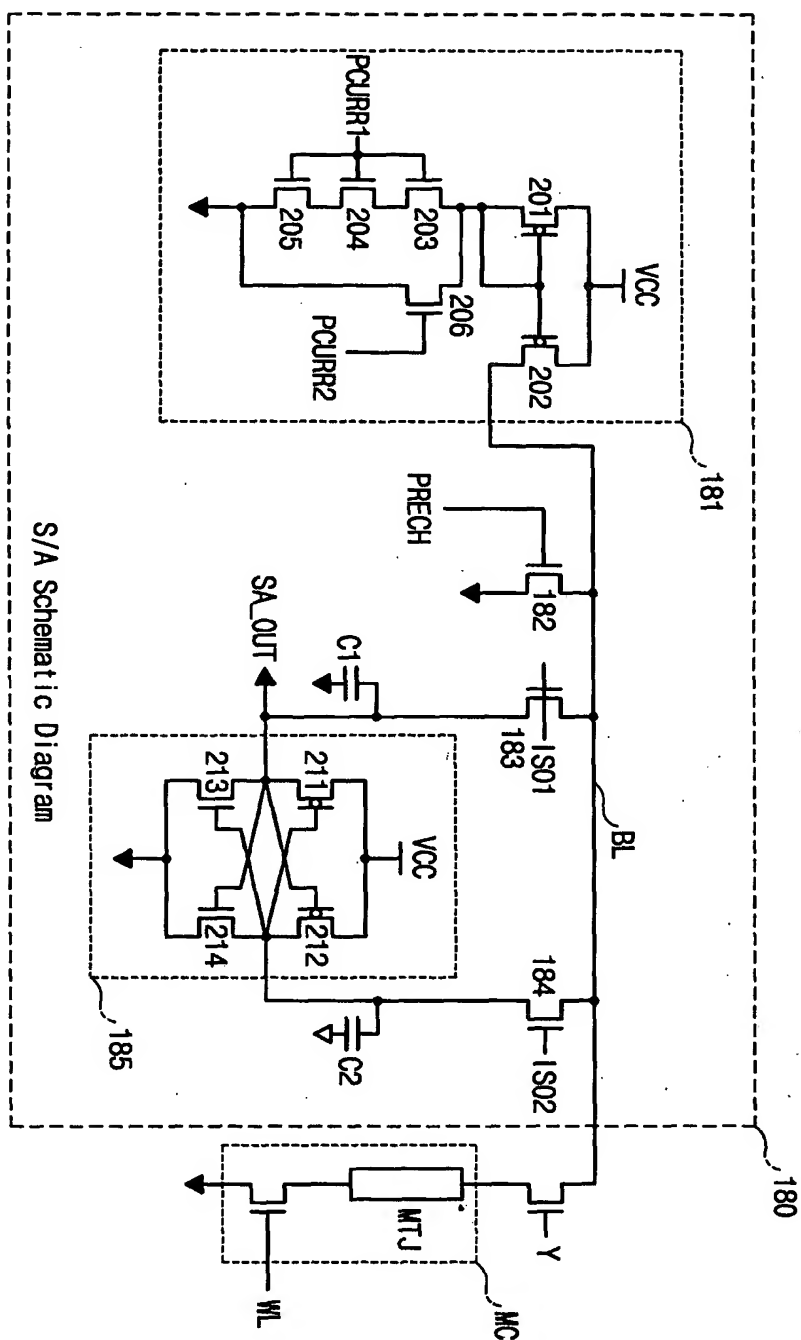 180
181
VCC
201
202
203
204
205
206
PCURR1
PCURR2
PRECH
182
IS01
183
BL
184
IS02
Y
MTJ
WL
MC
C1
SA_OUT
VCC
211
212
213
214
C2
185
S/A Schematic Diagram